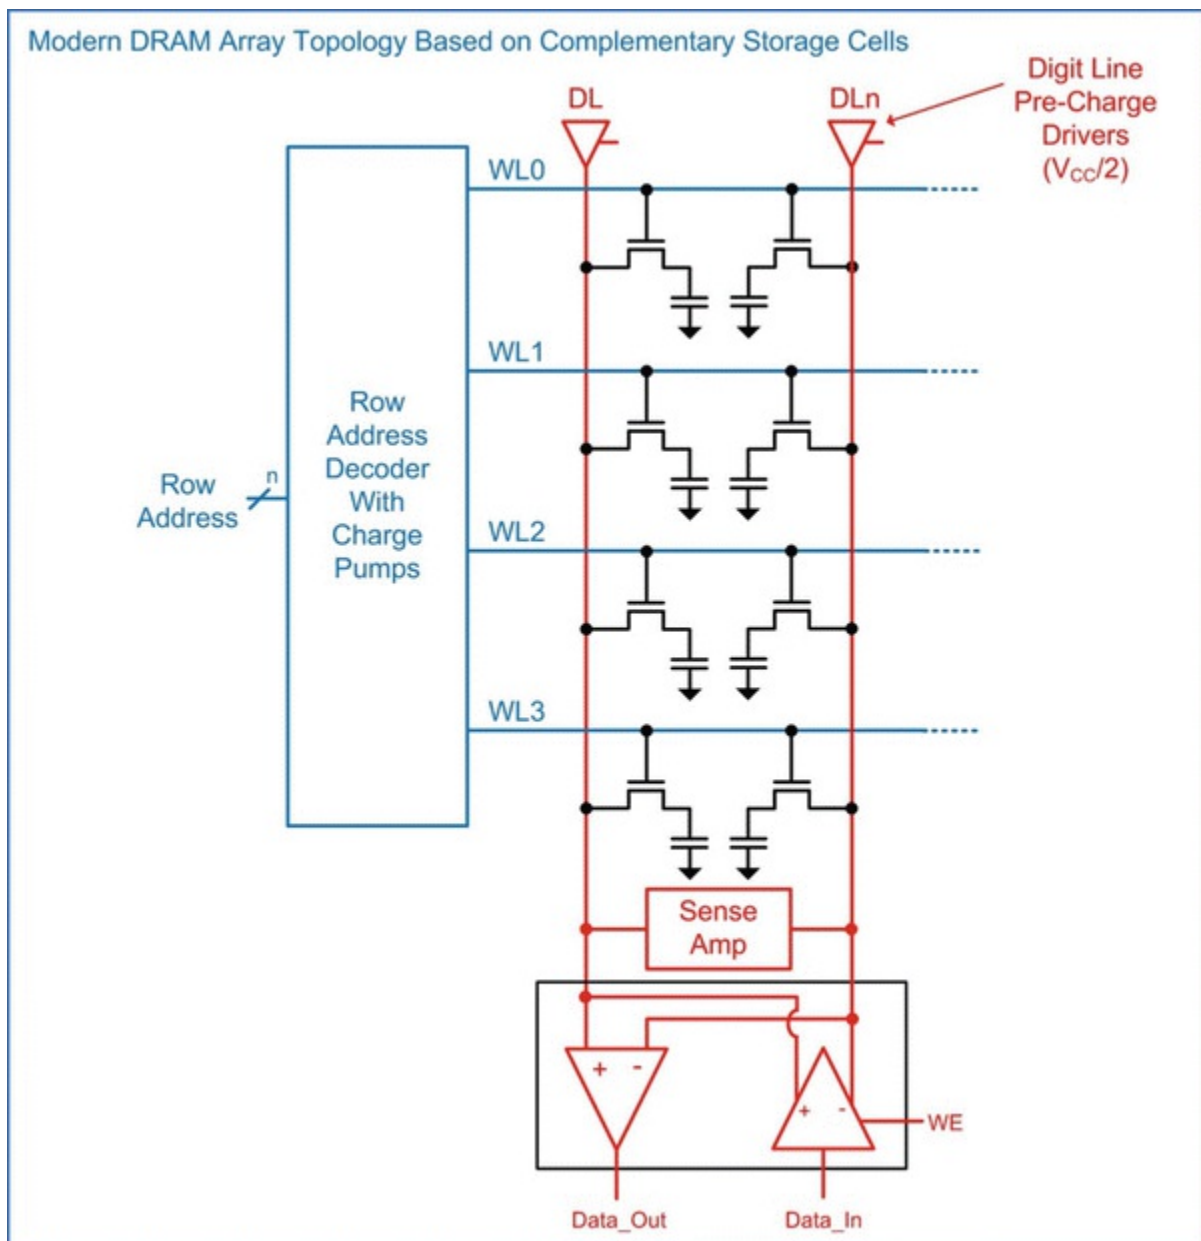 Modern DRAM Array Topology Based on Complementary Storage Cells
DL
DLn
Digit Line
Pre-Charge
Drivers
(VCC/2)
WL0
WL1
Row
Address
Decoder
With
Charge
Pumps
Row
Address
n
WL2
WL3
Sense
Amp
+ -
+ -
WE
Data_Out
Data_In